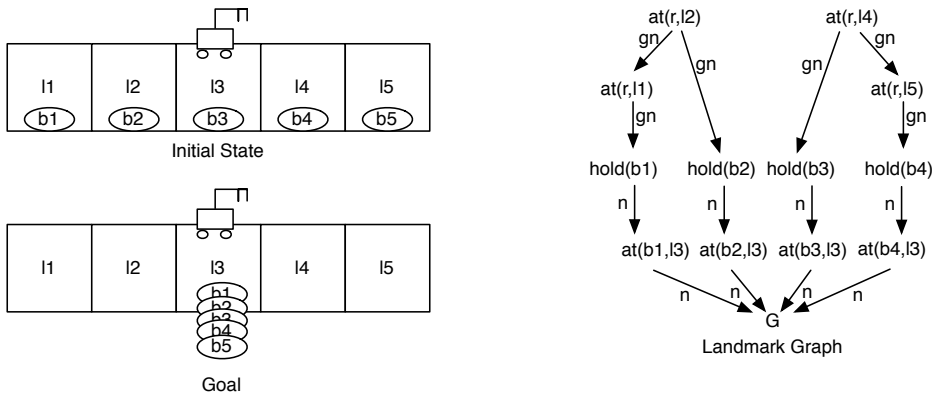 l1 l2 l3 l4 l5
b1 b2 b3 b4 b5
Initial State
l1 l2 l3 l4 l5
b1
b2
b3
b4
b5
Goal
at(r,l2) at(r,l4)
gn gn
gn gn
at(r,l1) at(r,l5)
gn gn
hold(b1) hold(b2) hold(b3) hold(b4)
n n n n
at(b1,l3) at(b2,l3) at(b3,l3) at(b4,l3)
n n n n
G
Landmark Graph